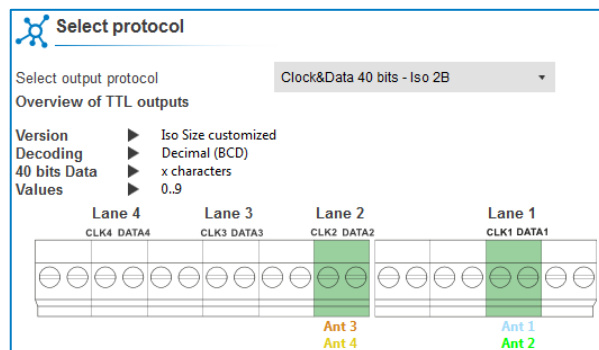 Select protocol
Select output protocol Clock&Data 40 bits - Iso 2B
Overview of TTL outputs
Version Iso Size customized
Decoding Decimal (BCD)
40 bits Data x characters
Values 0..9
Lane 4 Lane 3 Lane 2 Lane 1
CLK4 DATA4 CLK3 DATA3 CLK2 DATA2 CLK1 DATA1
Ant 3 Ant 1
Ant 4 Ant 2